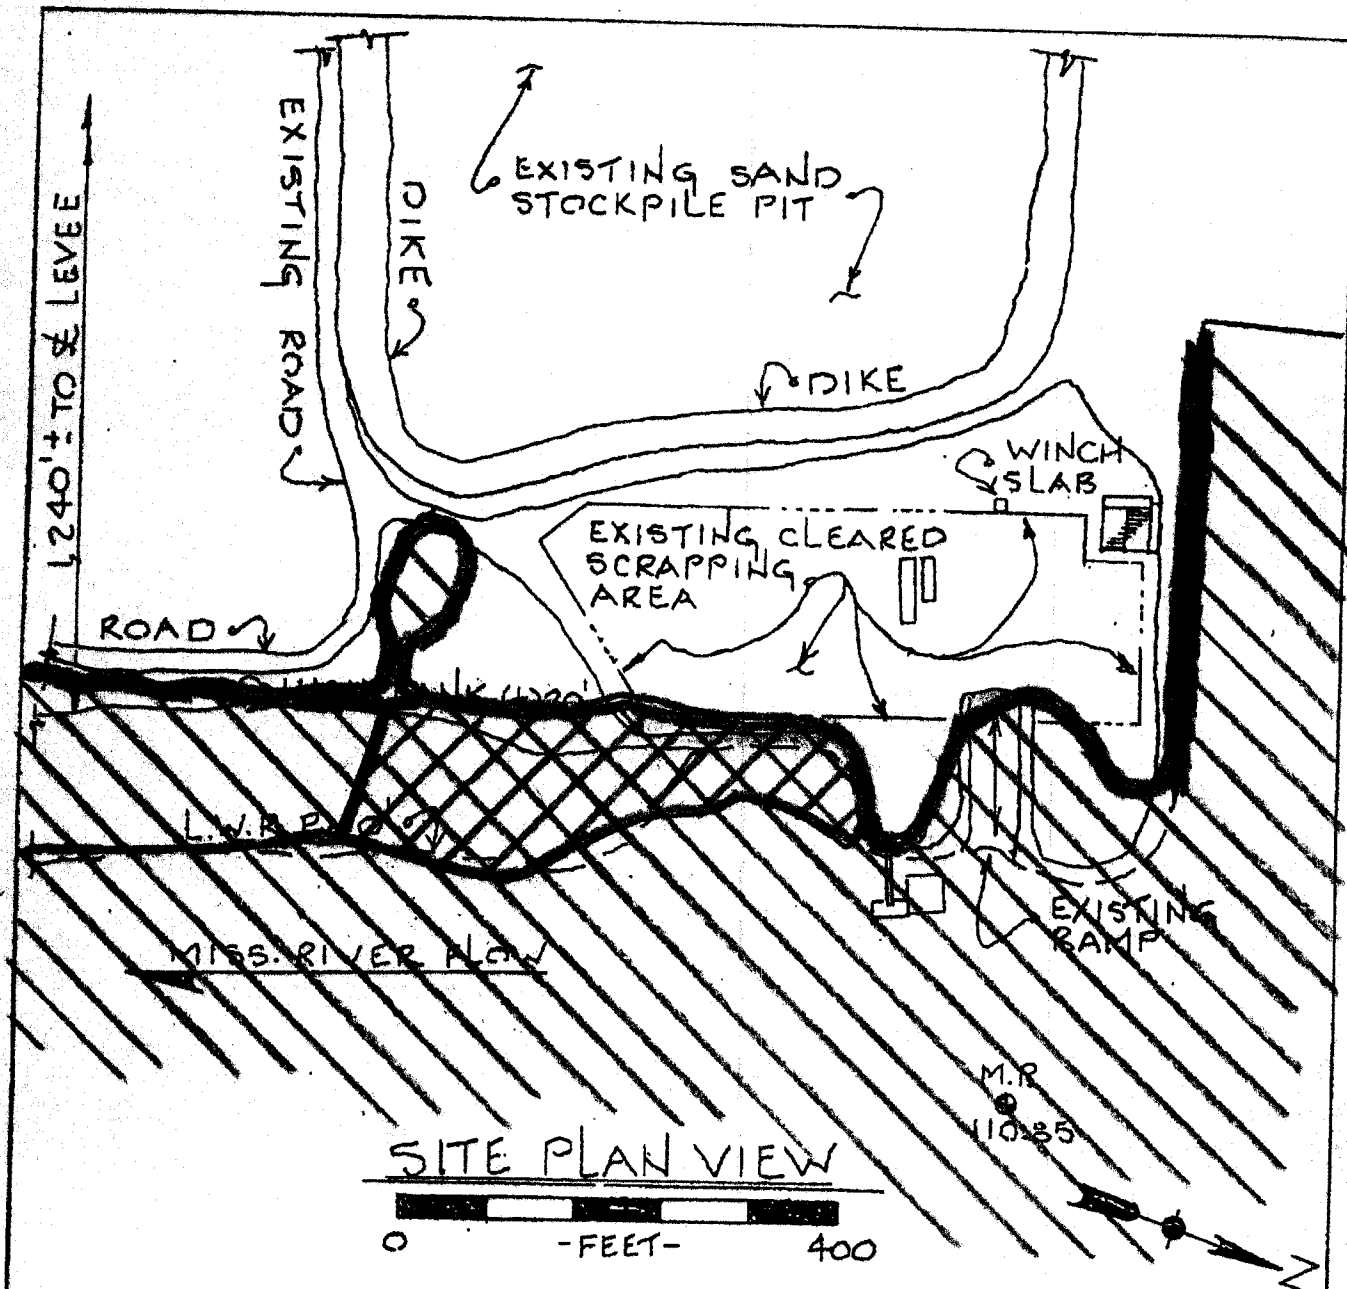 EXISTING ROAD
DIKE
EXISTING SAND
STOCKPILE PIT
1,240'± TO ℄ LEVEE
DIKE
WINCH
SLAB
EXISTING CLEARED
SCRAPPING
AREA
ROAD
L.W.R.P.
MISS. RIVER FLOW
EXISTING
RAMP
M.P.
110.85
SITE PLAN VIEW
0 -FEET- 400
N